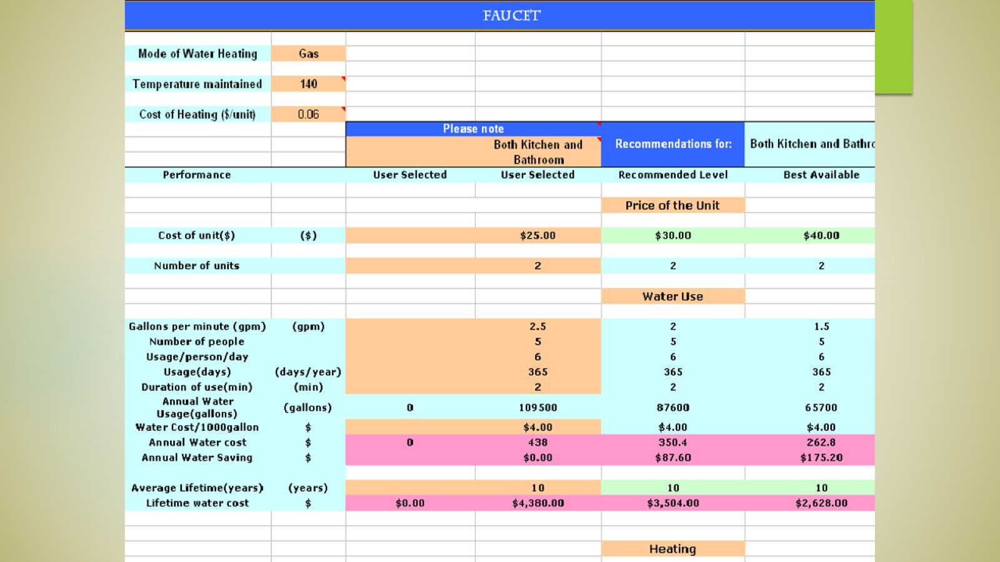 FAUCET
Mode of Water Heating Gas
Temperature maintained 140
Cost of Heating ($/unit) 0.06
Please note
Both Kitchen and
Bathroom
Recommendations for:
Both Kitchen and Bathro
Performance User Selected User Selected Recommended Level Best Available
Price of the Unit
Cost of unit($) ($) $25.00 $30.00 $40.00
Number of units 2 2 2
Water Use
Gallons per minute (gpm) (gpm) 2.5 2 1.5
Number of people 5 5 5
Usage/person/day 6 6 6
Usage(days) (days/year) 365 365 365
Duration of use(min) (min) 2 2 2
Annual Water
Usage(gallons) (gallons) 0 109500 87600 65700
Water Cost/1000gallon $ $4.00 $4.00 $4.00
Annual Water cost $ 0 438 350.4 262.8
Annual Water Saving $ $0.00 $87.60 $175.20
Average Lifetime(years) (years) 10 10 10
Lifetime water cost $ $0.00 $4,380.00 $3,504.00 $2,628.00
Heating